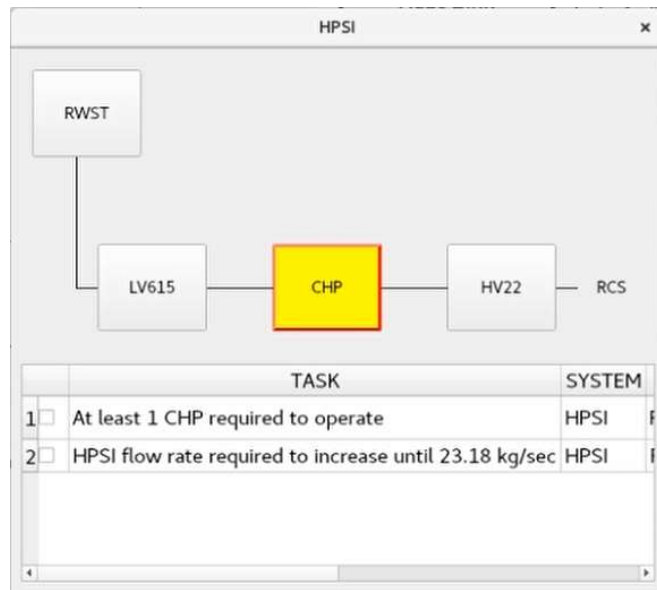 HPSI ×
RWST
LV615 CHP HV22 RCS
TASK SYSTEM
1 At least 1 CHP required to operate HPSI
2 HPSI flow rate required to increase until 23.18 kg/sec HPSI